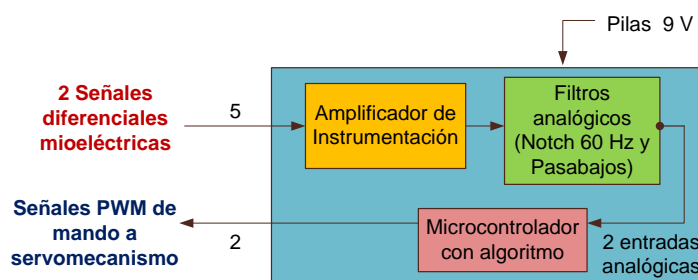 Pilas 9 V
2 Señales
diferenciales
mioeléctricas
5
Amplificador de
Instrumentación
Filtros
analógicos
(Notch 60 Hz y
Pasabajos)
Señales PWM de
mando a
servomecanismo
2
Microcontrolador
con algoritmo
2 entradas
analógicas